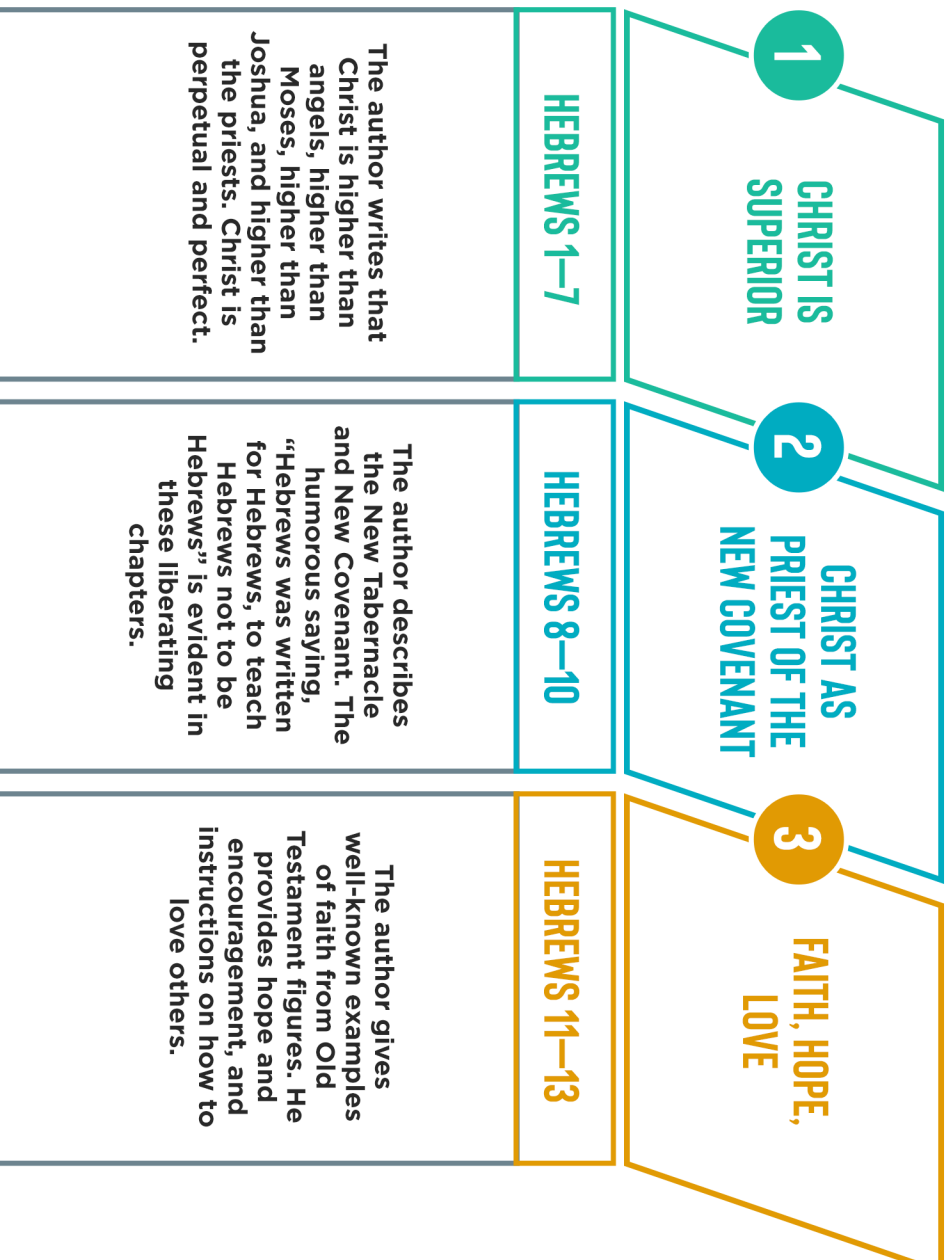 1
CHRIST IS
SUPERIOR
HEBREWS 1—7
The author writes that
Christ is higher than
angels, higher than
Moses, higher than
Joshua, and higher than
the priests. Christ is
perpetual and perfect.
2
CHRIST AS
PRIEST OF THE
NEW COVENANT
HEBREWS 8—10
The author describes
the New Tabernacle
and New Covenant. The
humorous saying,
“Hebrews was written
for Hebrews, to teach
Hebrews not to be
Hebrews” is evident in
these liberating
chapters.
3
FAITH, HOPE,
LOVE
HEBREWS 11—13
The author gives
well-known examples
of faith from Old
Testament figures. He
provides hope and
encouragement, and
instructions on how to
love others.